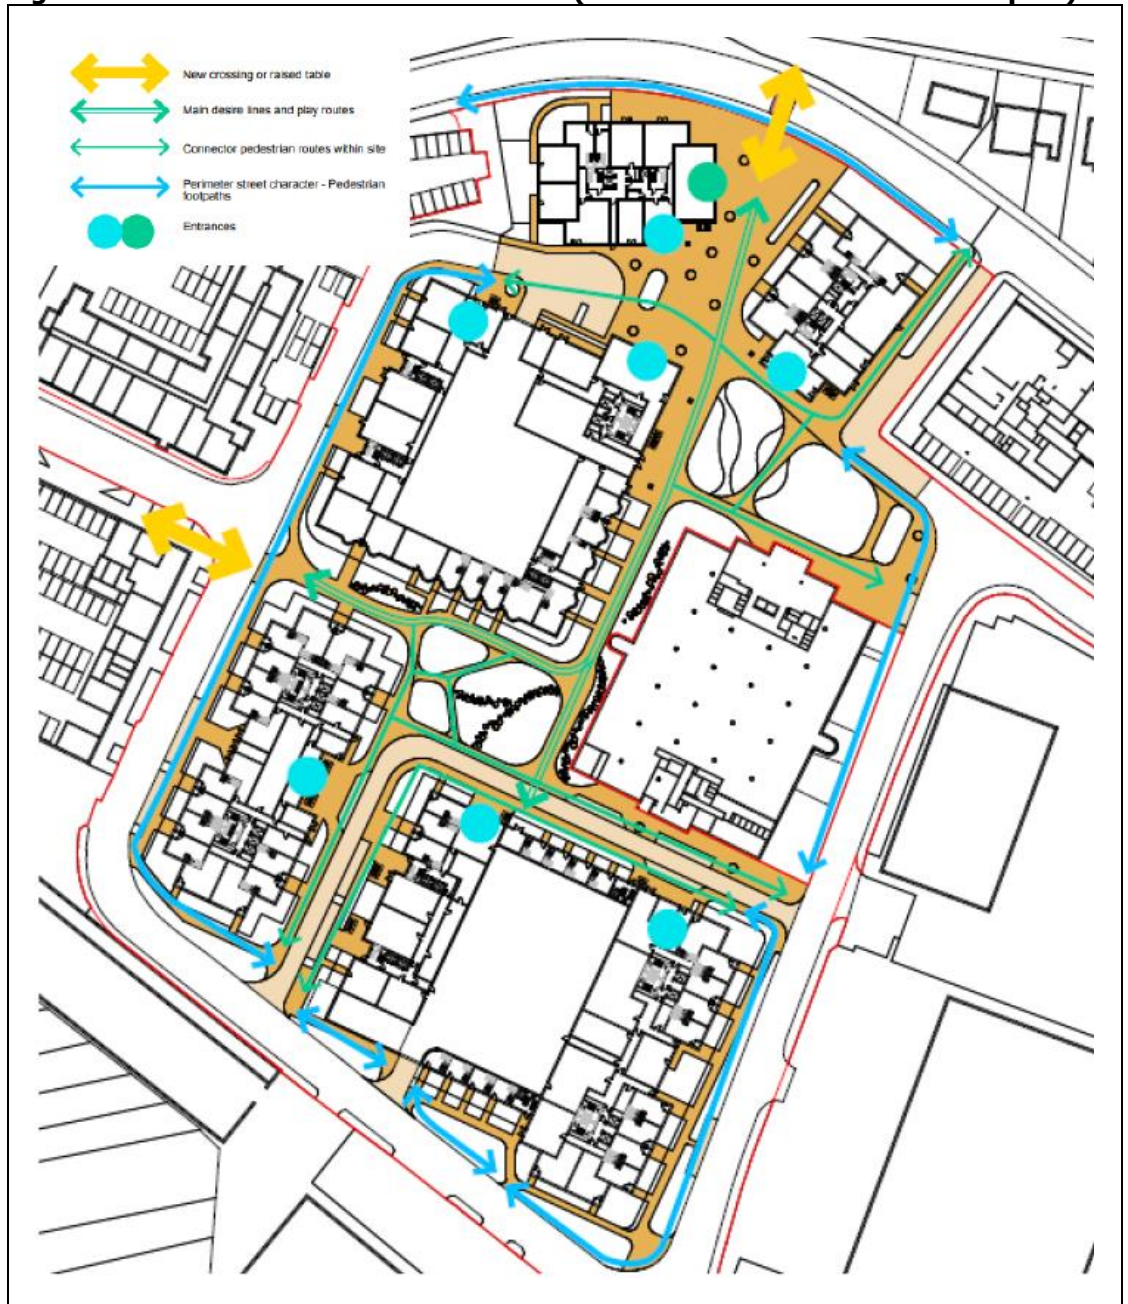 New crossing or raised table
Main desire lines and play routes
Connector pedestrian routes within site
Perimeter street character - Pedestrian
footpaths
Entrances